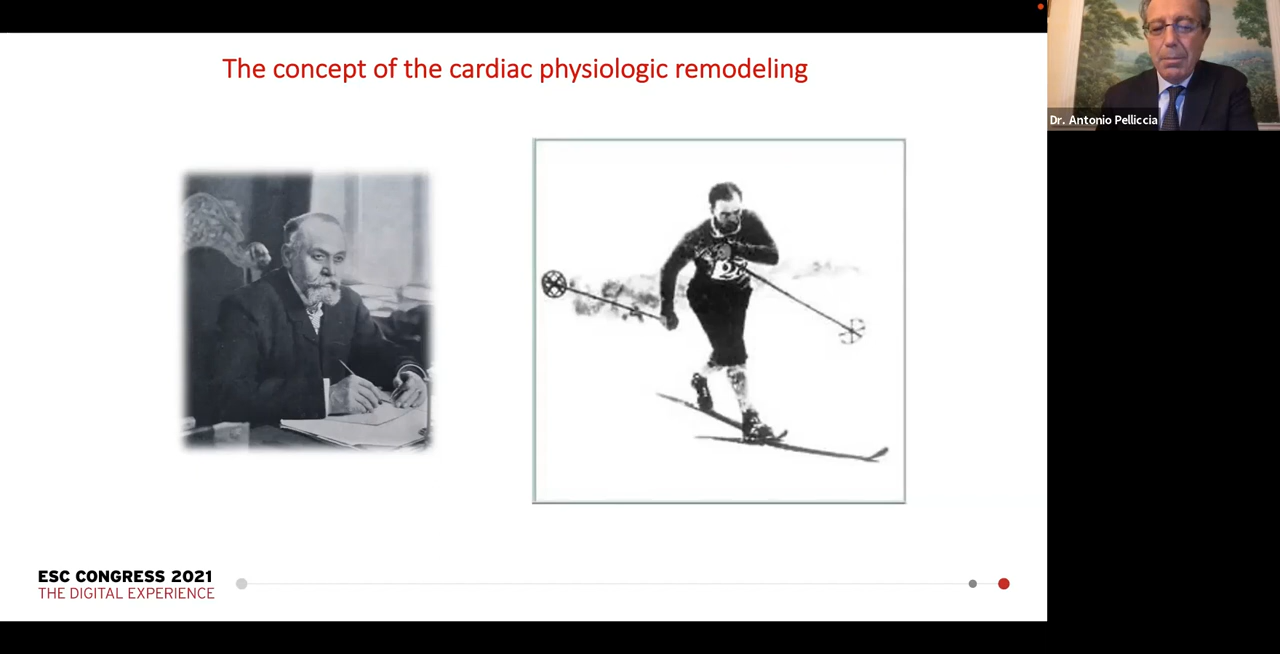 The concept of the cardiac physiologic remodeling
Dr. Antonio Pelliccia
ESC CONGRESS 2021
THE DIGITAL EXPERIENCE